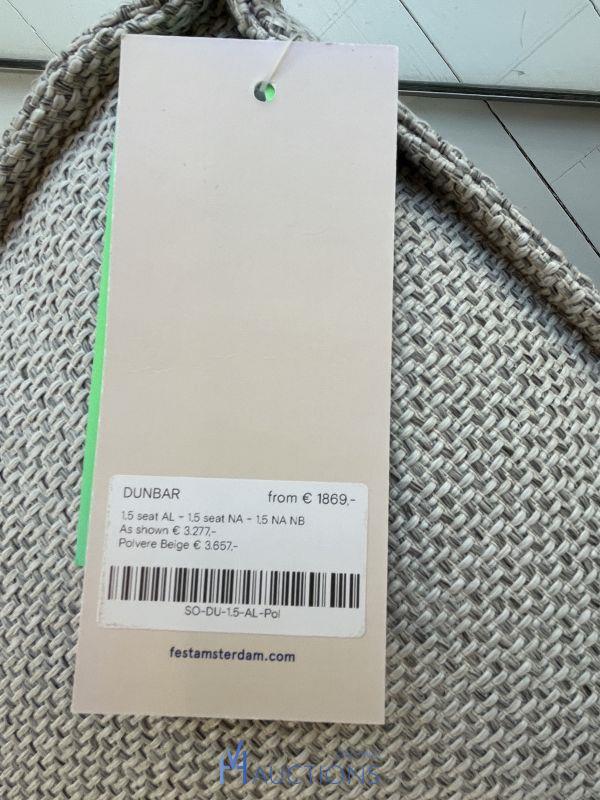 DUNBAR from € 1869,-
1.5 seat AL - 1.5 seat NA - 1.5 NA NB
As shown € 3.277,-
Polvere Beige € 3.657,-
SO-DU-1.5-AL-Pol
festamsterdam.com
AUCTIONS